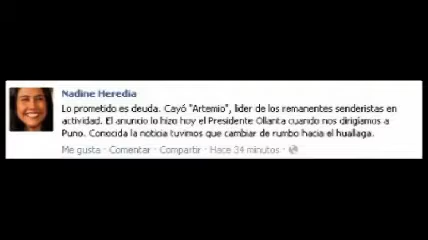 Nadine Heredia
Lo prometido es deuda. Cayó "Artemio", lider de los remanentes senderistas en
actividad. El anuncio lo hizo hoy el Presidente Ollanta cuando nos dirigiamos a
Puno. Conocida la noticia tuvimos que cambiar de rumbo hacia el huallaga.
Me gusta · Comentar · Compartir · Hace 34 minutos ·